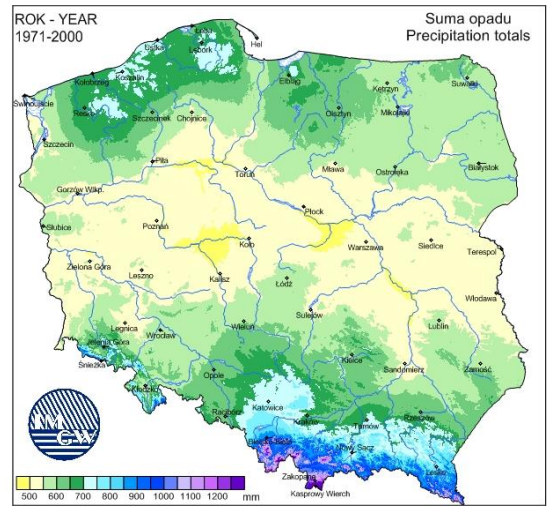 ROK - YEAR
1971-2000
Suma opadu
Precipitation totals
Łeba
Hel
Ustka
Lębork
Koszalin
Kołobrzeg
Elbląg
Kętrzyn
Suwałki
Świnoujście
Resko
Szczecinek
Chojnice
Olsztyn
Mikołajki
Szczecin
Piła
Toruń
Mława
Ostrołęka
Białystok
Gorzów Wlkp.
Słubice
Poznań
Płock
Koło
Warszawa
Siedlce
Terespol
Zielona Góra
Leszno
Kalisz
Łódź
Włodawa
Sulejów
Legnica
Wrocław
Wieluń
Lublin
Jelenia Góra
Śnieżka
Kielce
Kłodzko
Opole
Sandomierz
Zamość
Katowice
Racibórz
Kraków
Tarnów
Rzeszów
Bielsko-Biała
Nowy Sącz
Lesko
Zakopane
Kasprowy Wierch
IMGW
500 600 700 800 900 1000 1100 1200 mm